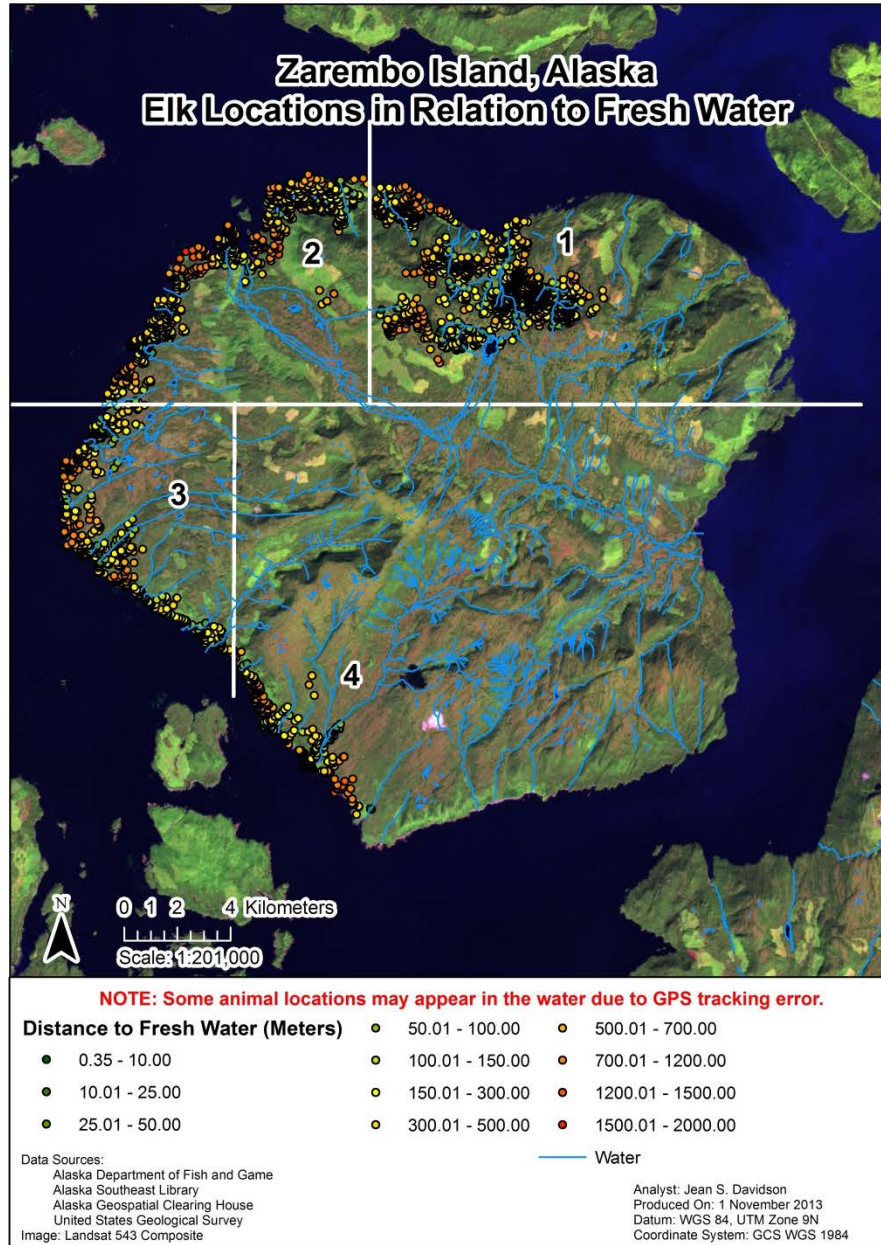 Zarembo Island, Alaska
Elk Locations in Relation to Fresh Water
1
2
3
4
N
0 1 2 4 Kilometers
Scale: 1:201,000
NOTE: Some animal locations may appear in the water due to GPS tracking error.
Distance to Fresh Water (Meters)
0.35 - 10.00
10.01 - 25.00
25.01 - 50.00
50.01 - 100.00
100.01 - 150.00
150.01 - 300.00
300.01 - 500.00
500.01 - 700.00
700.01 - 1200.00
1200.01 - 1500.00
1500.01 - 2000.00
Water
Data Sources:
Alaska Department of Fish and Game
Alaska Southeast Library
Alaska Geospatial Clearing House
United States Geological Survey
Image: Landsat 543 Composite
Analyst: Jean S. Davidson
Produced On: 1 November 2013
Datum: WGS 84, UTM Zone 9N
Coordinate System: GCS WGS 1984